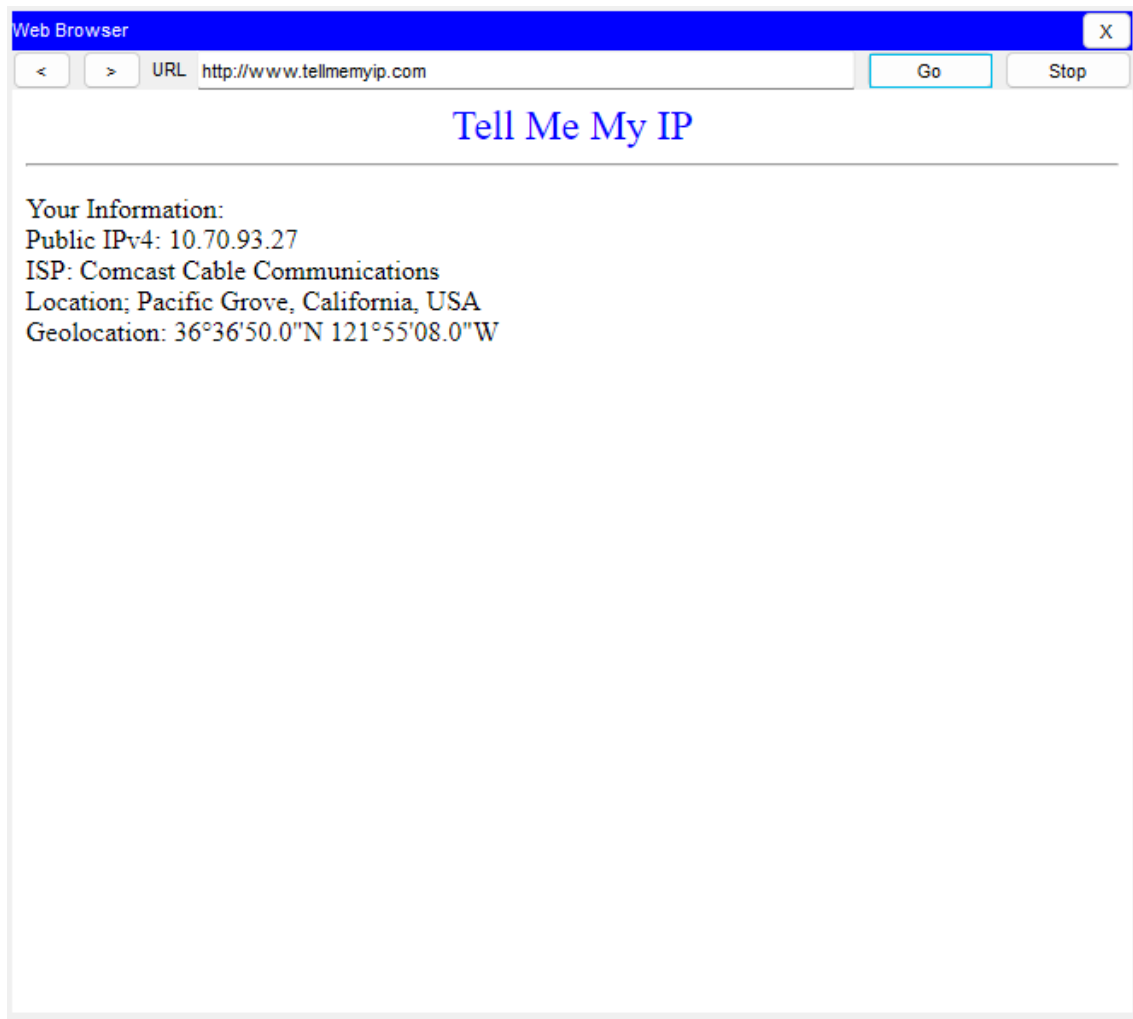 Web Browser X
< > URL http://www.tellmemyip.com Go Stop
Tell Me My IP
Your Information:
Public IPv4: 10.70.93.27
ISP: Comcast Cable Communications
Location; Pacific Grove, California, USA
Geolocation: 36°36'50.0"N 121°55'08.0"W